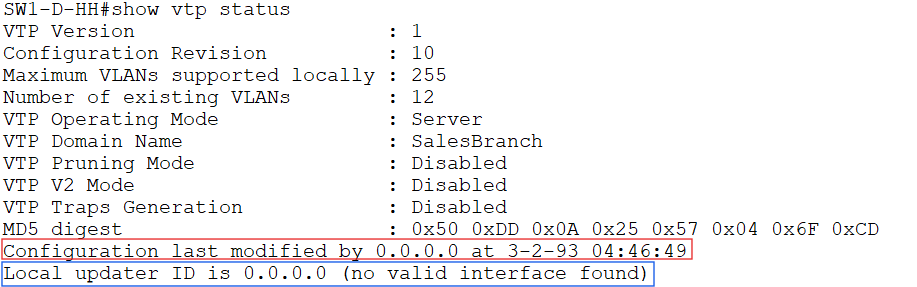 SW1-D-HH#show vtp status
VTP Version                     : 1
Configuration Revision          : 10
Maximum VLANs supported locally : 255
Number of existing VLANs        : 12
VTP Operating Mode              : Server
VTP Domain Name                 : SalesBranch
VTP Pruning Mode                : Disabled
VTP V2 Mode                     : Disabled
VTP Traps Generation            : Disabled
MD5 digest                      : 0x50 0xDD 0x0A 0x25 0x57 0x04 0x6F 0xCD
Configuration last modified by 0.0.0.0 at 3-2-93 04:46:49
Local updater ID is 0.0.0.0 (no valid interface found)